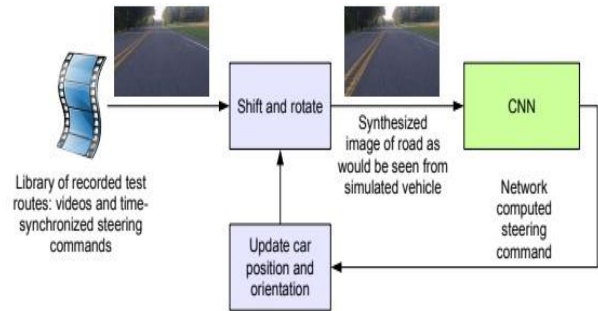 Shift and rotate
CNN
Synthesized
image of road as
would be seen from
simulated vehicle
Library of recorded test
routes: videos and time-
synchronized steering
commands
Network
computed
steering
command
Update car
position and
orientation